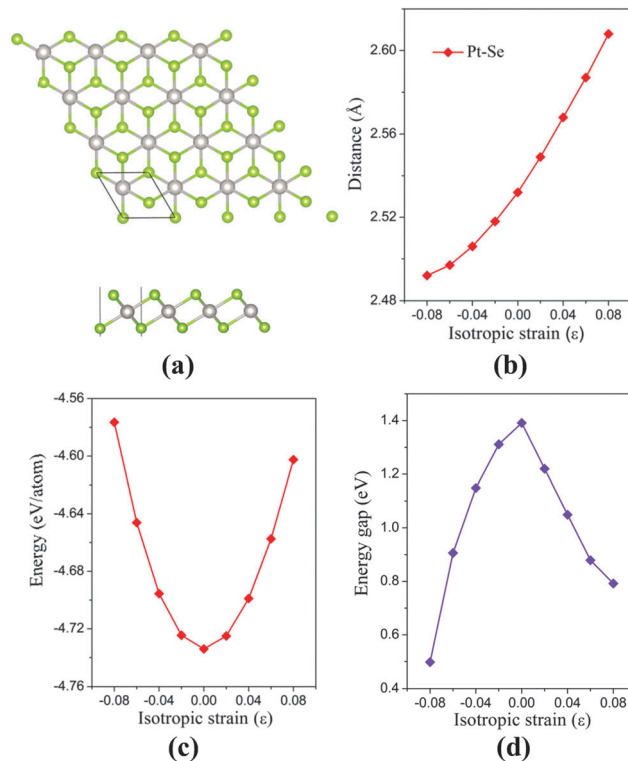 Pt-Se
2.60
2.56
2.52
2.48
Distance (Å)
-0.08 -0.04 0.00 0.04 0.08
Isotropic strain (ε)
(a)
(b)
-4.56
-4.60
-4.64
-4.68
-4.72
-4.76
Energy (eV/atom)
-0.08 -0.04 0.00 0.04 0.08
Isotropic strain (ε)
(c)
1.4
1.2
1.0
0.8
0.6
0.4
Energy gap (eV)
-0.08 -0.04 0.00 0.04 0.08
Isotropic strain (ε)
(d)